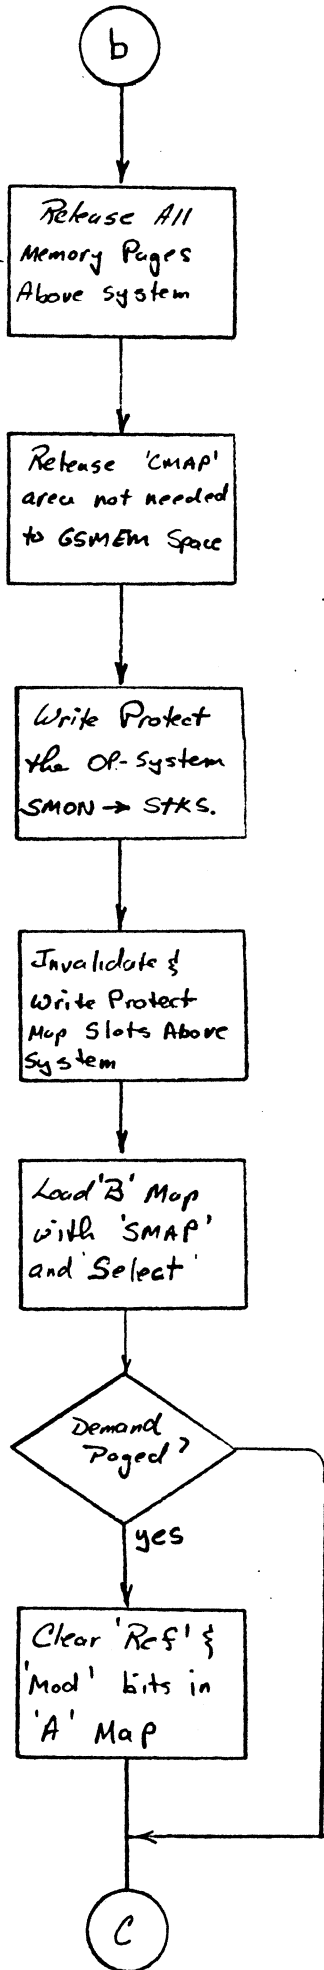 b
Release All
Memory Pages
Above System
Release 'CMAP'
area not needed
to GSMEM Space
Write Protect
the OP-System
SMON → STKS.
Invalidate &
Write Protect
Map Slots Above
System
Load 'B' Map
with 'SMAP'
and 'Select'
Demand
Paged?
yes
Clear 'Ref' &
'Mod' bits in
'A' Map
C